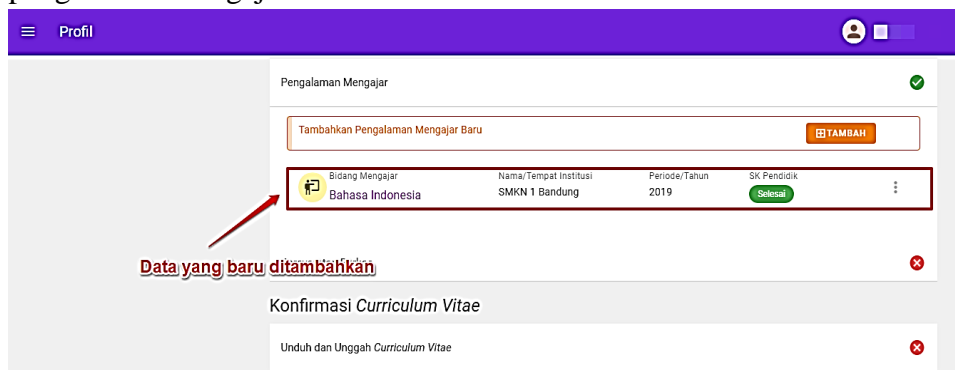 Profil
Pengalaman Mengajar
Tambahkan Pengalaman Mengajar Baru
TAMBAH
Bidang Mengajar Nama/Tempat Institusi Periode/Tahun SK Pendidik
Bahasa Indonesia SMKN 1 Bandung 2019 Selesai
Data yang baru ditambahkan
Konfirmasi Curriculum Vitae
Unduh dan Unggah Curriculum Vitae